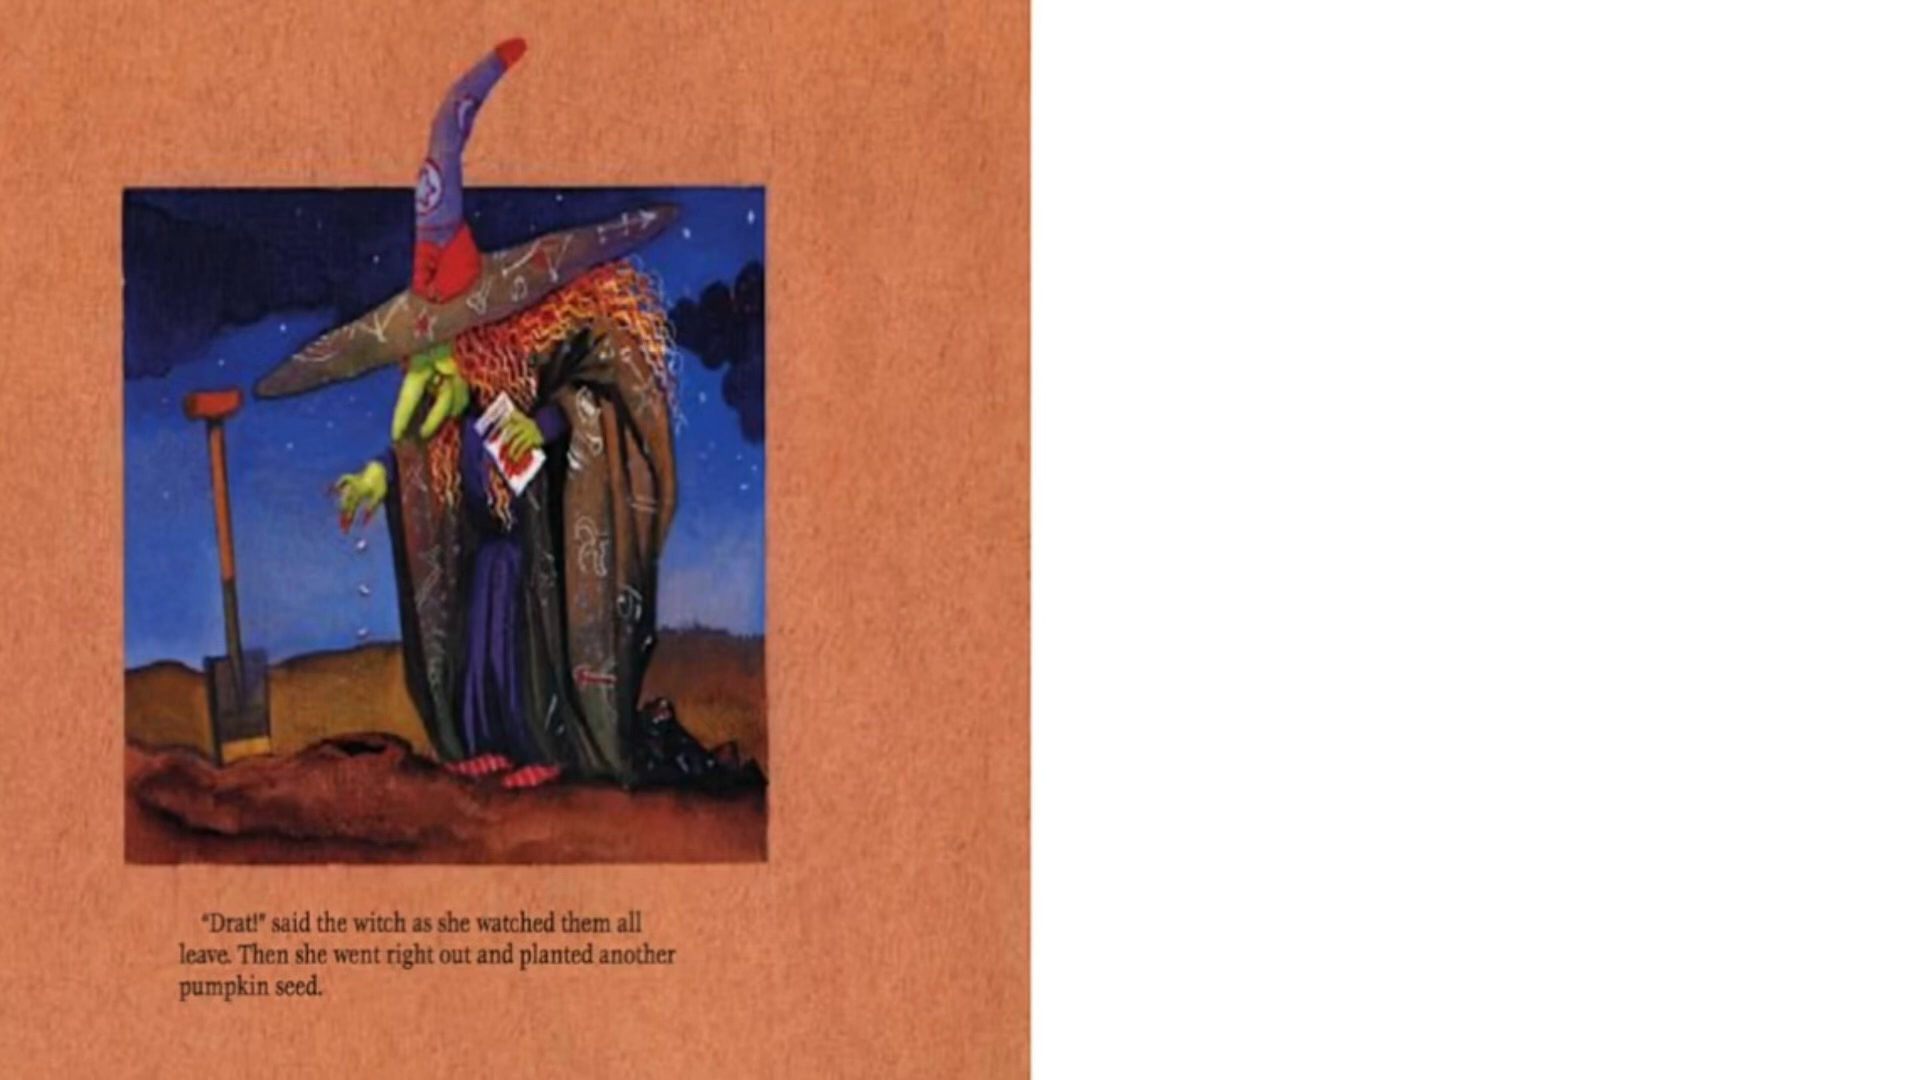 “Drat!” said the witch as she watched them all
leave. Then she went right out and planted another
pumpkin seed.